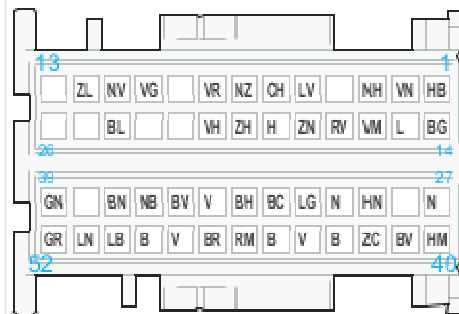 13 1
ZL NV VG VR NZ CH LV MH VN HB
BL VH ZH H ZN RV VM L BG
26 14
39 27
GN BN NB BV V BH BC LG N HN N
GR LN LB B V BR RM B V B ZC BV HM
52 40